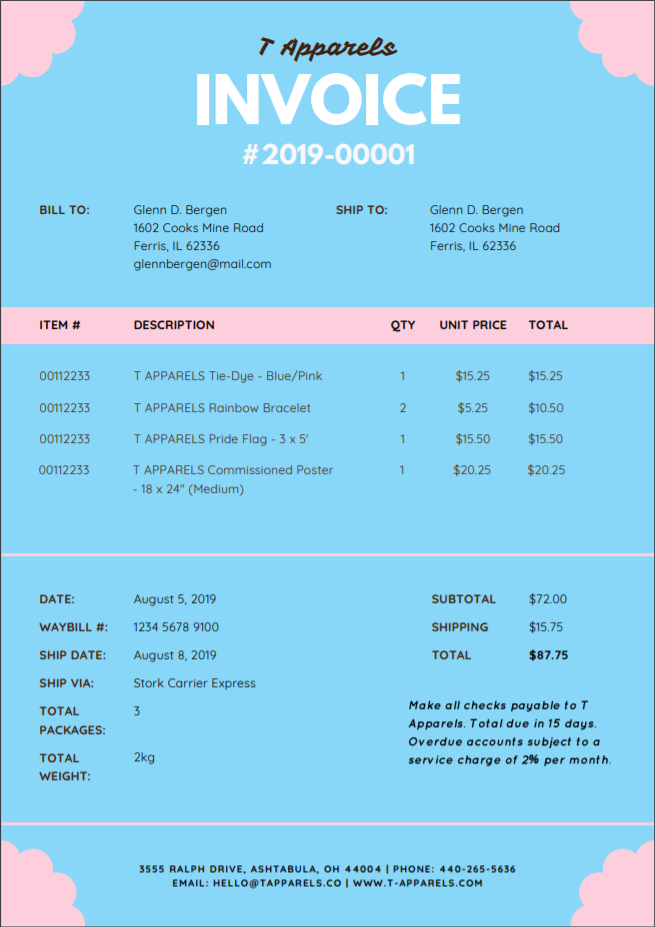 T Apparels
INVOICE
#2019-00001
BILL TO: Glenn D. Bergen SHIP TO: Glenn D. Bergen
1602 Cooks Mine Road 1602 Cooks Mine Road
Ferris, IL 62336 Ferris, IL 62336
glennbergen@mail.com
ITEM # DESCRIPTION QTY UNIT PRICE TOTAL
00112233 T APPARELS Tie-Dye - Blue/Pink 1 $15.25 $15.25
00112233 T APPARELS Rainbow Bracelet 2 $5.25 $10.50
00112233 T APPARELS Pride Flag - 3 x 5' 1 $15.50 $15.50
00112233 T APPARELS Commissioned Poster 1 $20.25 $20.25
- 18 x 24" (Medium)
DATE: August 5, 2019 SUBTOTAL $72.00
WAYBILL #: 1234 5678 9100 SHIPPING $15.75
SHIP DATE: August 8, 2019 TOTAL $87.75
SHIP VIA: Stork Carrier Express
TOTAL 3
PACKAGES:
TOTAL 2kg
WEIGHT:
Make all checks payable to T
Apparels. Total due in 15 days.
Overdue accounts subject to a
service charge of 2% per month.
3555 RALPH DRIVE, ASHTABULA, OH 44004 | PHONE: 440-265-5636
EMAIL: HELLO@TAPPARELS.CO | WWW.T-APPARELS.COM